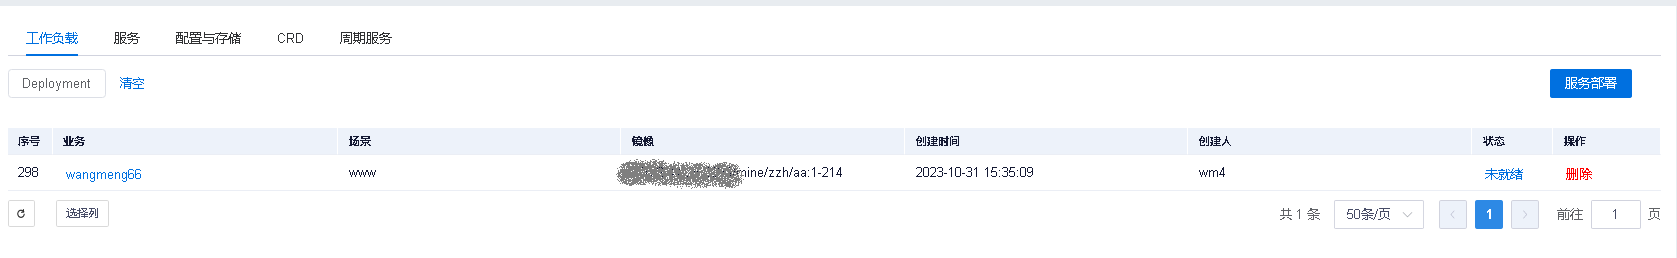 工作负载 服务 配置与存储 CRD 周期服务
Deployment 清空 服务部署
序号 业务 场景 镜像 创建时间 创建人 状态 操作
298 wangmeng66 www mine/zzh/aa:1-214 2023-10-31 15:35:09 wm4 未就绪 删除
选择列 共 1 条 50条/页 1 前往 1 页